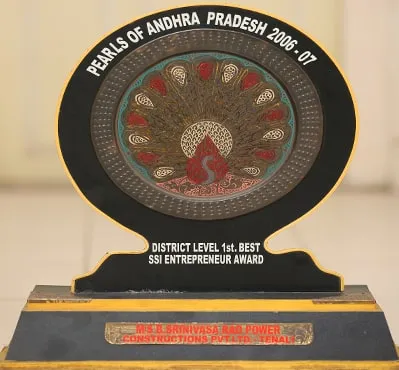 PEARLS OF ANDHRA PRADESH 2006 - 07
DISTRICT LEVEL 1st. BEST
SSI ENTREPRENEUR AWARD
M/S.B.SRINIVASA RAO POWER
CONSTRUCTIONS PVT.LTD., TENALI